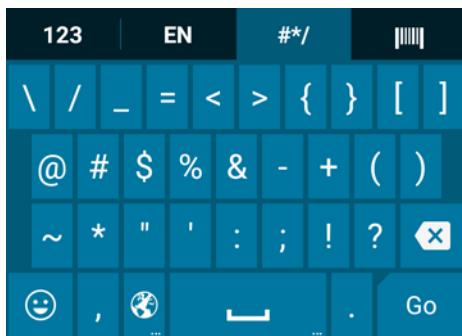 123 EN #*/
\ / _ = < > { } [ ]
@ # $ % & - + ( )
~ * " ' : ; ! ?
, . Go